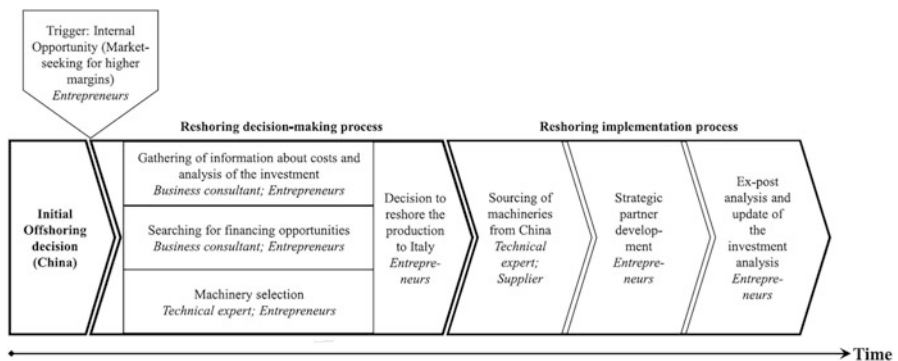 Trigger: Internal
Opportunity (Market-
seeking for higher
margins)
Entrepreneurs
Reshoring decision-making process
Reshoring implementation process
Initial
Offshoring
decision
(China)
Gathering of information about costs and
analysis of the investment
Business consultant; Entrepreneurs
Searching for financing opportunities
Business consultant; Entrepreneurs
Machinery selection
Technical expert; Entrepreneurs
Decision to
reshore the
production
to Italy
Entrepre-
neurs
Sourcing of
machineries
from China
Technical
expert;
Supplier
Strategic
partner
develop-
ment
Entrepre-
neurs
Ex-post
analysis and
update of
the
investment
analysis
Entrepre-
neurs
Time